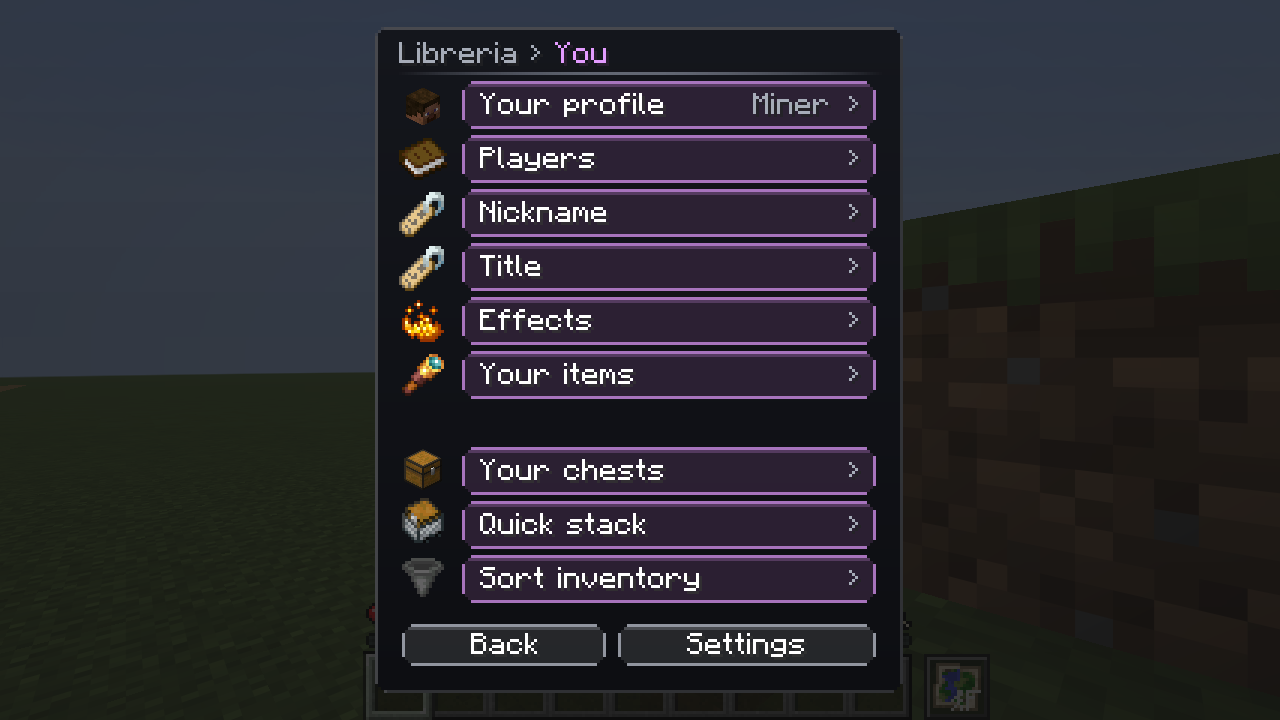 Libreria > You
Your profile Miner >
Players >
Nickname >
Title >
Effects >
Your items >
Your chests >
Quick stack >
Sort inventory >
Back Settings